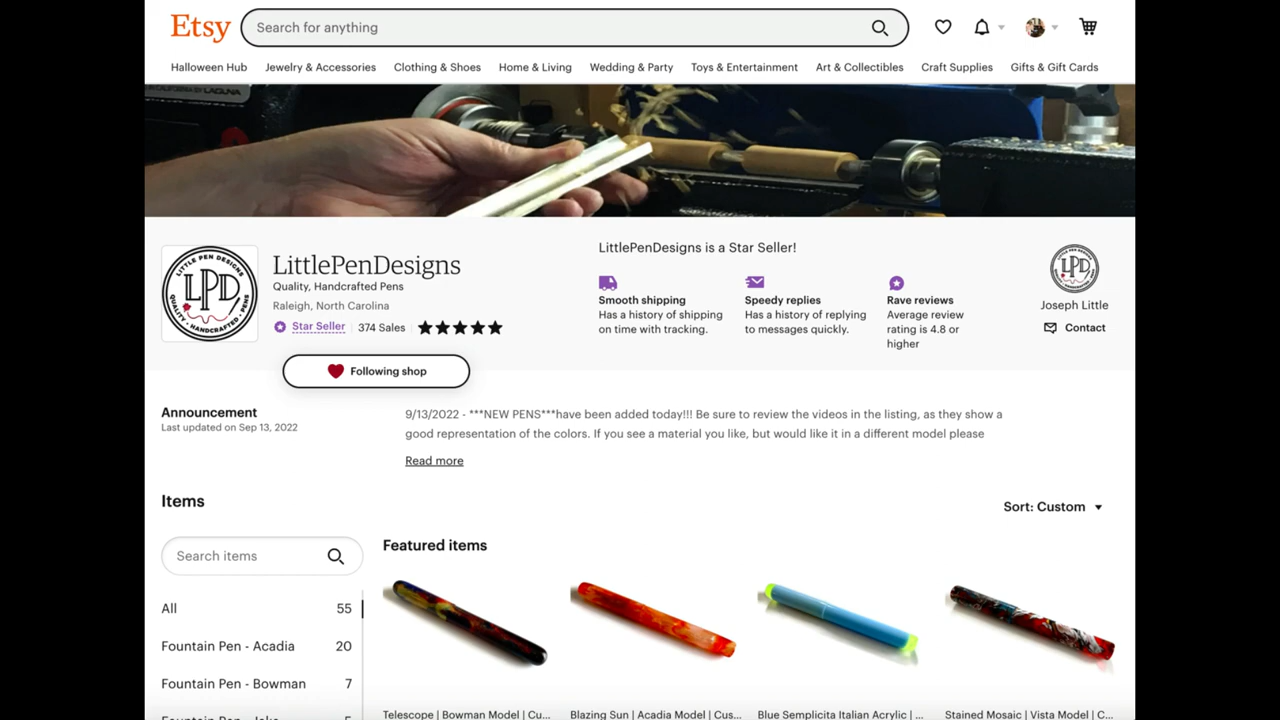 Etsy
Search for anything
Halloween Hub
Jewelry & Accessories
Clothing & Shoes
Home & Living
Wedding & Party
Toys & Entertainment
Art & Collectibles
Craft Supplies
Gifts & Gift Cards
LITTLE PEN DESIGNS
LPD
QUALITY, HANDCRAFTED PENS
LittlePenDesigns
Quality, Handcrafted Pens
Raleigh, North Carolina
Star Seller
374 Sales
Following shop
LittlePenDesigns is a Star Seller!
Smooth shipping
Has a history of shipping
on time with tracking.
Speedy replies
Has a history of replying
to messages quickly.
Rave reviews
Average review
rating is 4.8 or
higher
LPD
Joseph Little
Contact
Announcement
Last updated on Sep 13, 2022
9/13/2022 - ***NEW PENS***have been added today!!! Be sure to review the videos in the listing, as they show a
good representation of the colors. If you see a material you like, but would like it in a different model please
Read more
Items
Sort: Custom
Search items
All 55
Fountain Pen - Acadia 20
Fountain Pen - Bowman 7
Featured items
Telescope | Bowman Model | Cu...
Blazing Sun | Acadia Model | Cus...
Blue Semplicita Italian Acrylic | ...
Stained Mosaic | Vista Model | C...